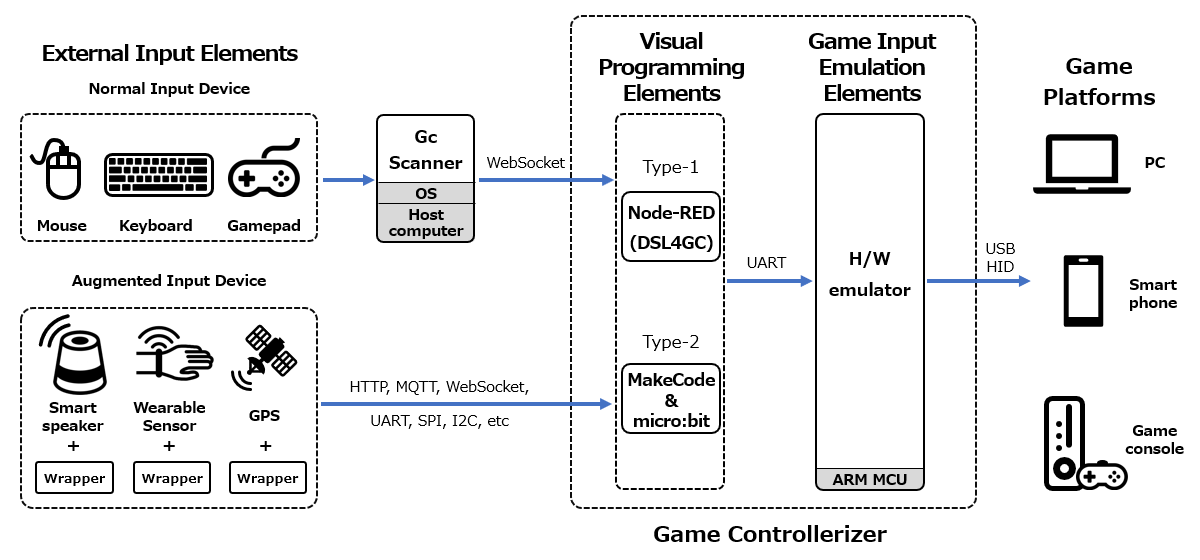 External Input Elements
Normal Input Device
Mouse
Keyboard
Gamepad
Augmented Input Device
Smart
speaker
+
Wrapper
Wearable
Sensor
+
Wrapper
GPS
+
Wrapper
Gc
Scanner
OS
Host
computer
WebSocket
HTTP, MQTT, WebSocket,
UART, SPI, I2C, etc
Visual
Programming
Elements
Type-1
Node-RED
(DSL4GC)
Type-2
MakeCode
&
micro:bit
UART
Game Input
Emulation
Elements
H/W
emulator
ARM MCU
Game Controllerizer
USB
HID
Game
Platforms
PC
Smart
phone
Game
console